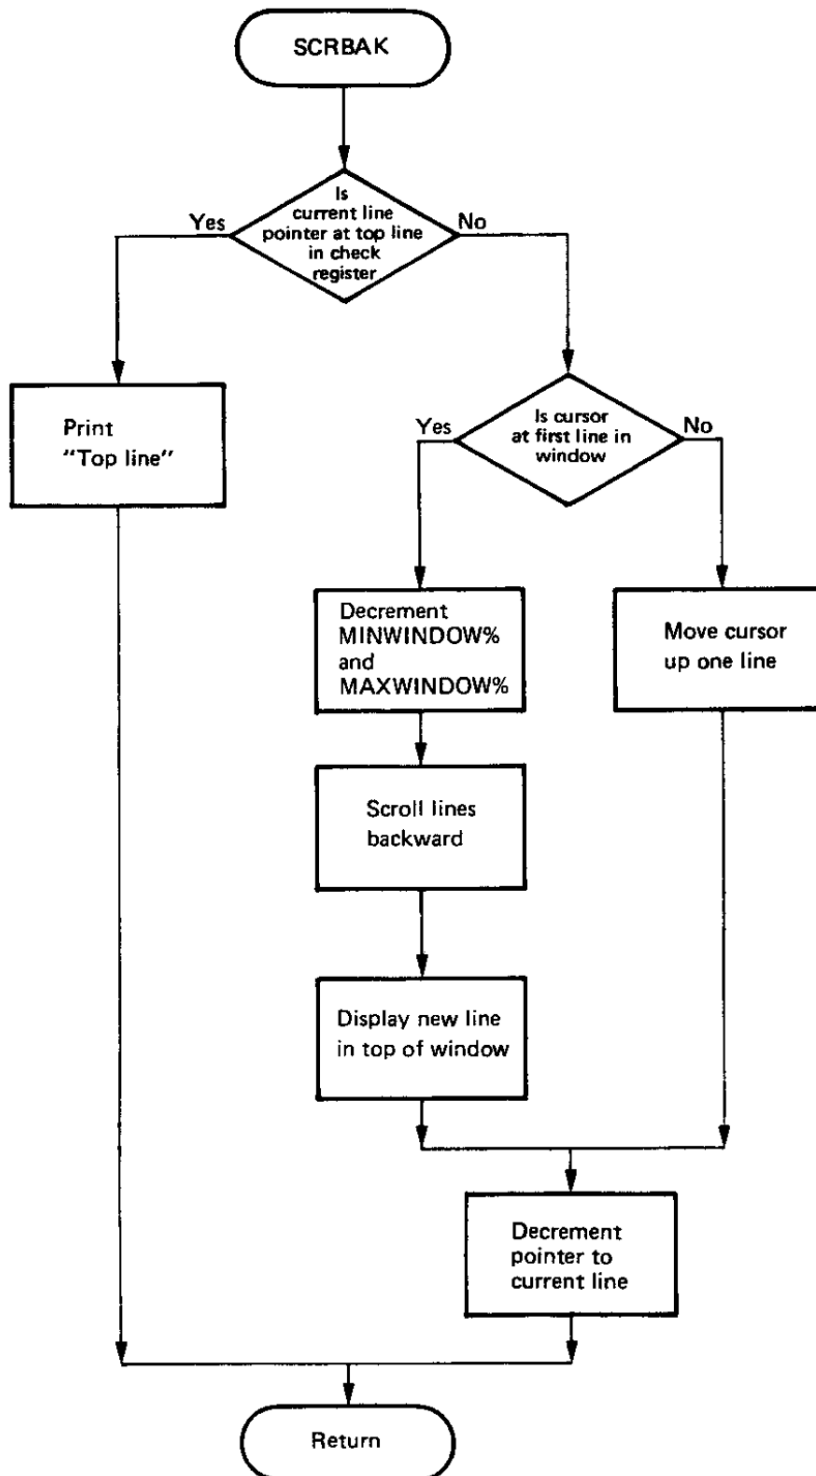 SCRBAK
Is
current line
pointer at top line
in check
register
Yes
No
Print
"Top line"
Is cursor
at first line in
window
Yes
No
Decrement
MINWINDOW%
and
MAXWINDOW%
Move cursor
up one line
Scroll lines
backward
Display new line
in top of window
Decrement
pointer to
current line
Return